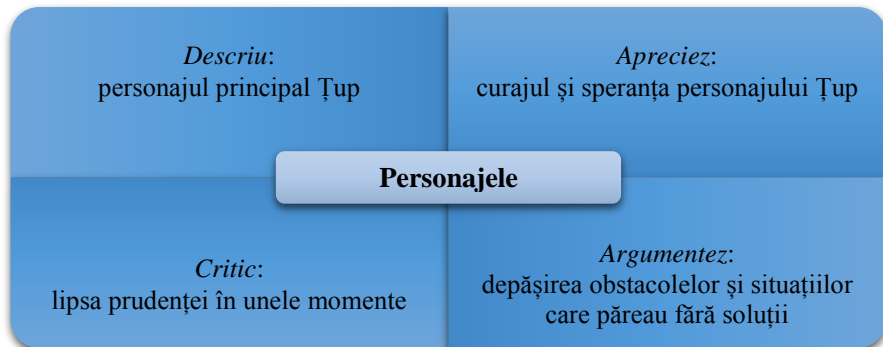 Descriu:
personajul principal Țup
Apreciez:
curajul și speranța personajului Țup
Personajele
Critic:
lipsa prudenței în unele momente
Argumentez:
depășirea obstacolelor și situațiilor
care păreau fără soluții